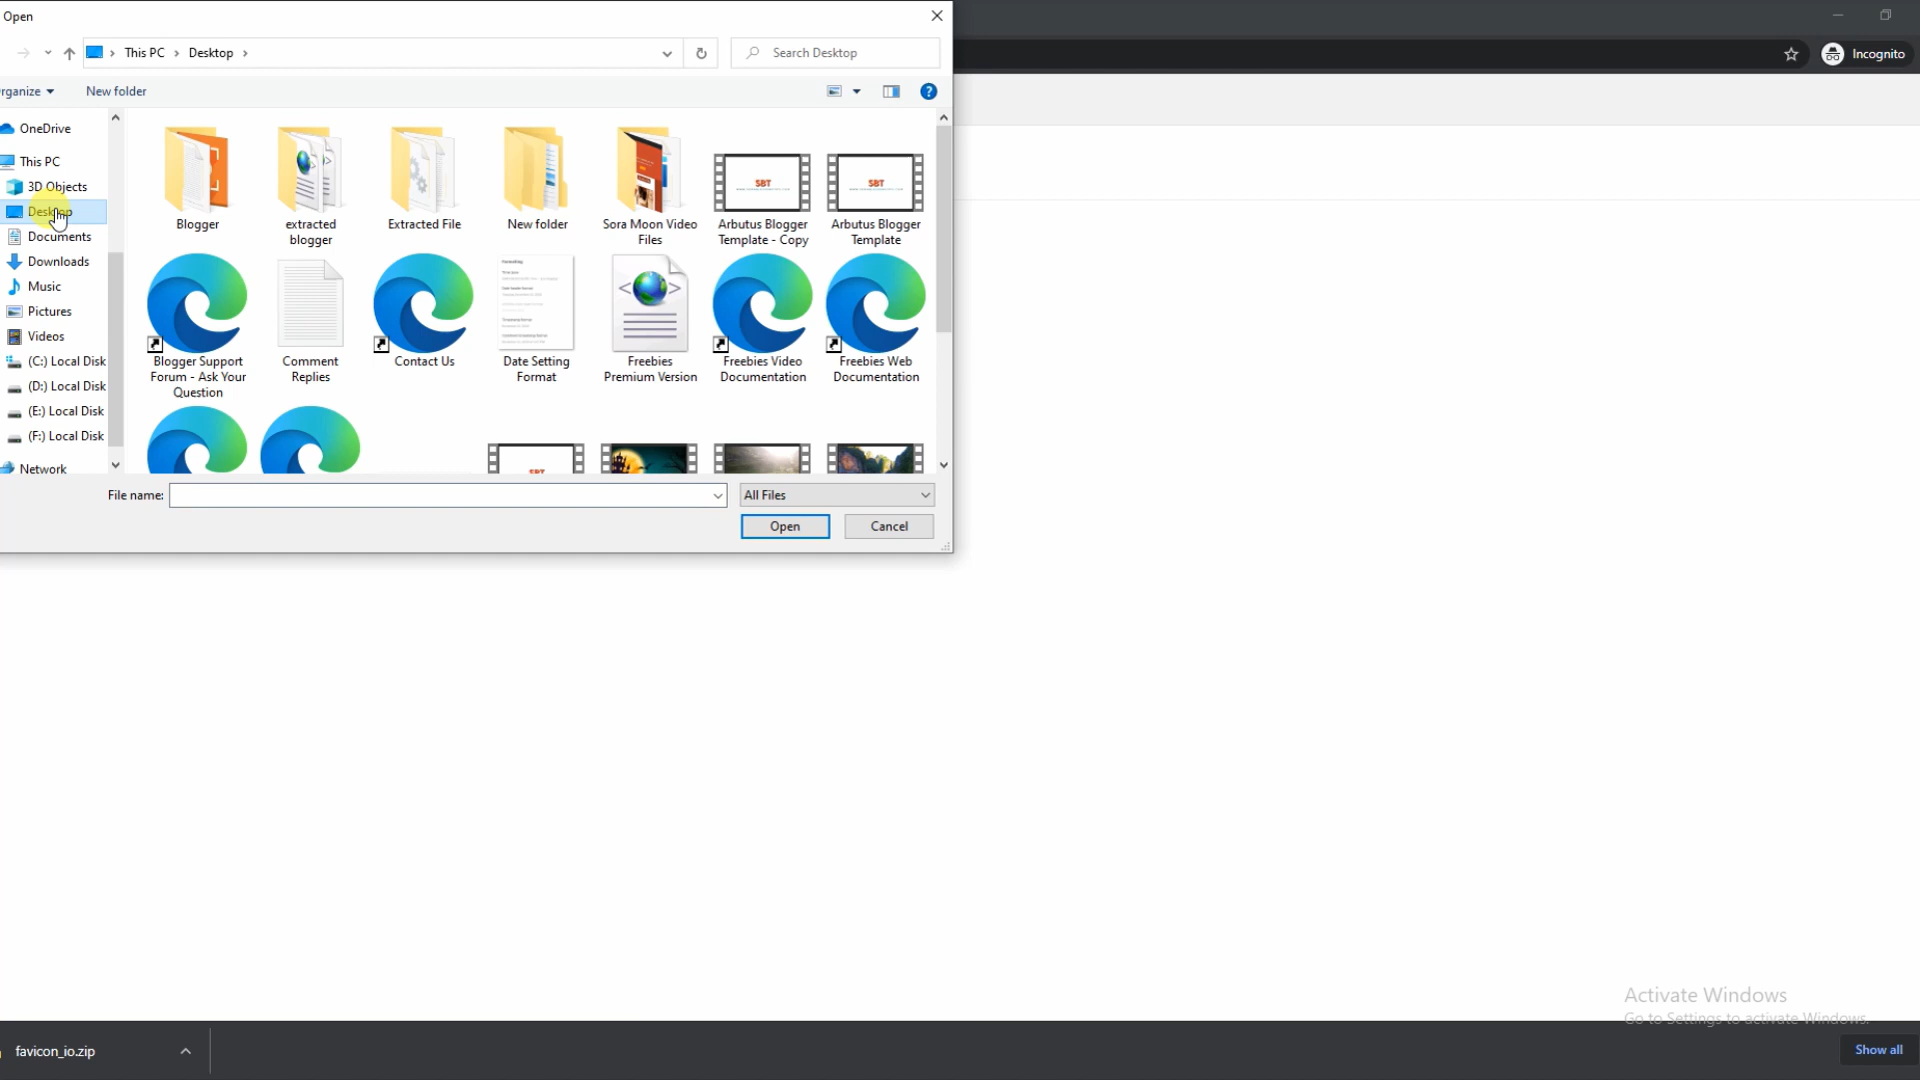 Open
This PC
Desktop
Search Desktop
rganize
New folder
OneDrive
This PC
3D Objects
Desktop
Documents
Downloads
Music
Pictures
Videos
(C:) Local Disk
(D:) Local Disk
(E:) Local Disk
(F:) Local Disk
Network
Blogger
extracted
blogger
Extracted File
New folder
Sora Moon Video
Files
Arbutus Blogger
Template - Copy
Arbutus Blogger
Template
SBT
SBT
Blogger Support
Forum - Ask Your
Question
Comment
Replies
Contact Us
Date Setting
Format
Freebies
Premium Version
Freebies Video
Documentation
Freebies Web
Documentation
File name:
All Files
Open
Cancel
Incognito
Activate Windows
Go to Settings to activate Windows.
favicon_io.zip
Show all